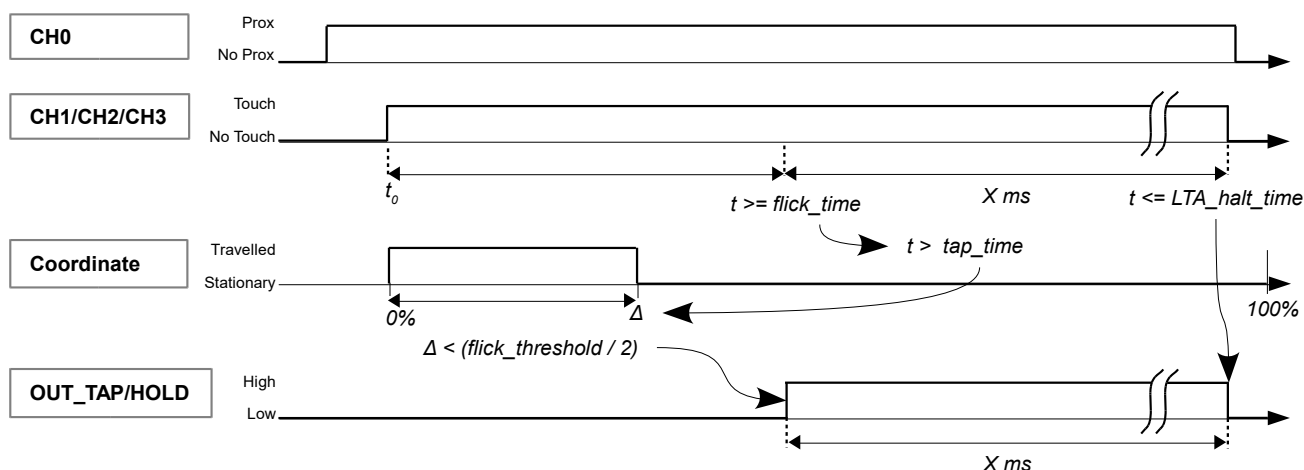 Prox
CH0
No Prox
Touch
CH1/CH2/CH3
No Touch
t0
t >= flick_time
X ms
t <= LTA_halt_time
Travelled
t > tap_time
Coordinate
Stationary
0%
Δ
100%
Δ < (flick_threshold / 2)
High
OUT_TAP/HOLD
Low
X ms